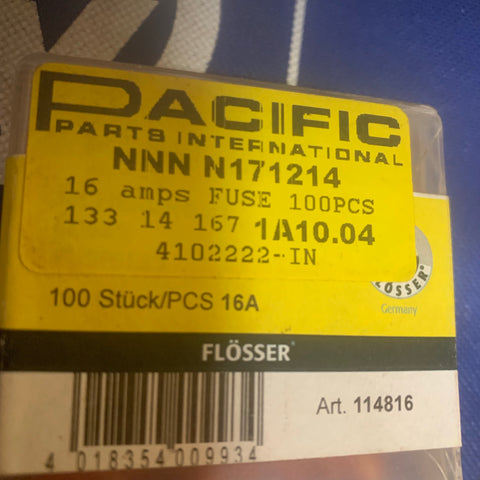 PACIFIC
PARTS INTERNATIONAL
NNN N171214
16 amps FUSE 100PCS
133 14 167 1A10.04
4102222-IN
FLÖSSER®
Germany
100 Stück/PCS 16A
FLÖSSER®
Art. 114816
4 018354 009934